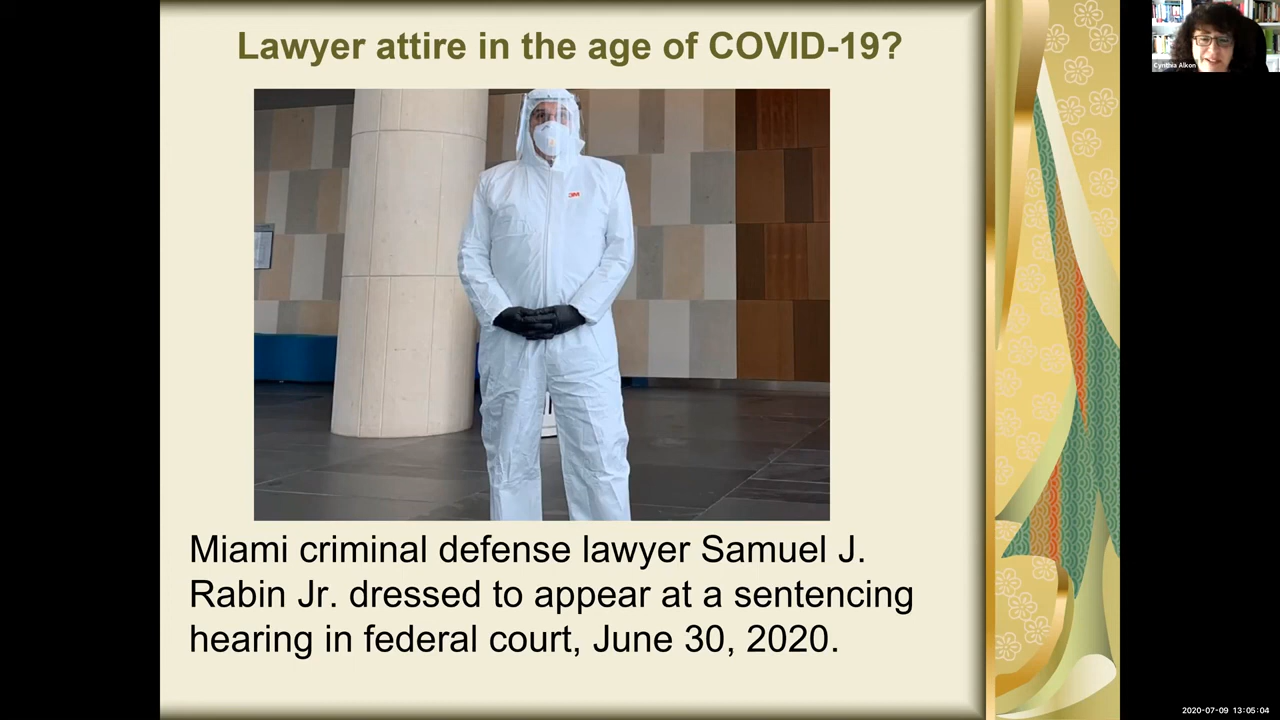 Lawyer attire in the age of COVID-19?
Cynthia Alkon
3M
Miami criminal defense lawyer Samuel J.
Rabin Jr. dressed to appear at a sentencing
hearing in federal court, June 30, 2020.
2020-07-09 13:05:04